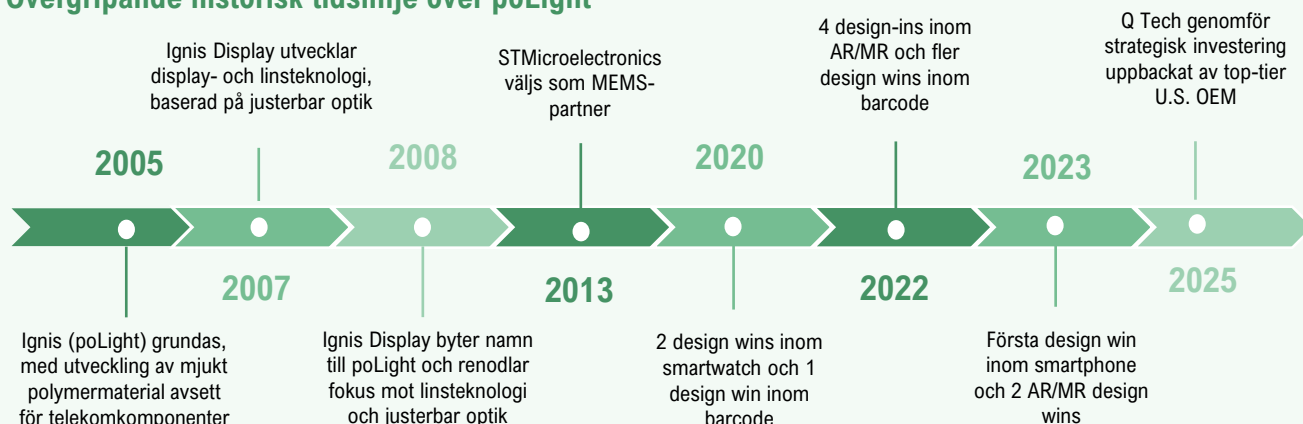 Övergripande historisk tidslinje över poLight
Ignis Display utvecklar
display- och linsteknologi,
baserad på justerbar optik
STMicroelectronics
väljs som MEMS-
partner
4 design-ins inom
AR/MR och fler
design wins inom
barcode
Q Tech genomför
strategisk investering
uppbackat av top-tier
U.S. OEM
2005
2008
2020
2023
2007
2013
2022
2025
Ignis (poLight) grundas,
med utveckling av mjukt
polymermaterial avsett
för telekomkomponenter
Ignis Display byter namn
till poLight och renodlar
fokus mot linsteknologi
och justerbar optik
2 design wins inom
smartwatch och 1
design win inom
barcode
Första design win
inom smartphone
och 2 AR/MR design
wins